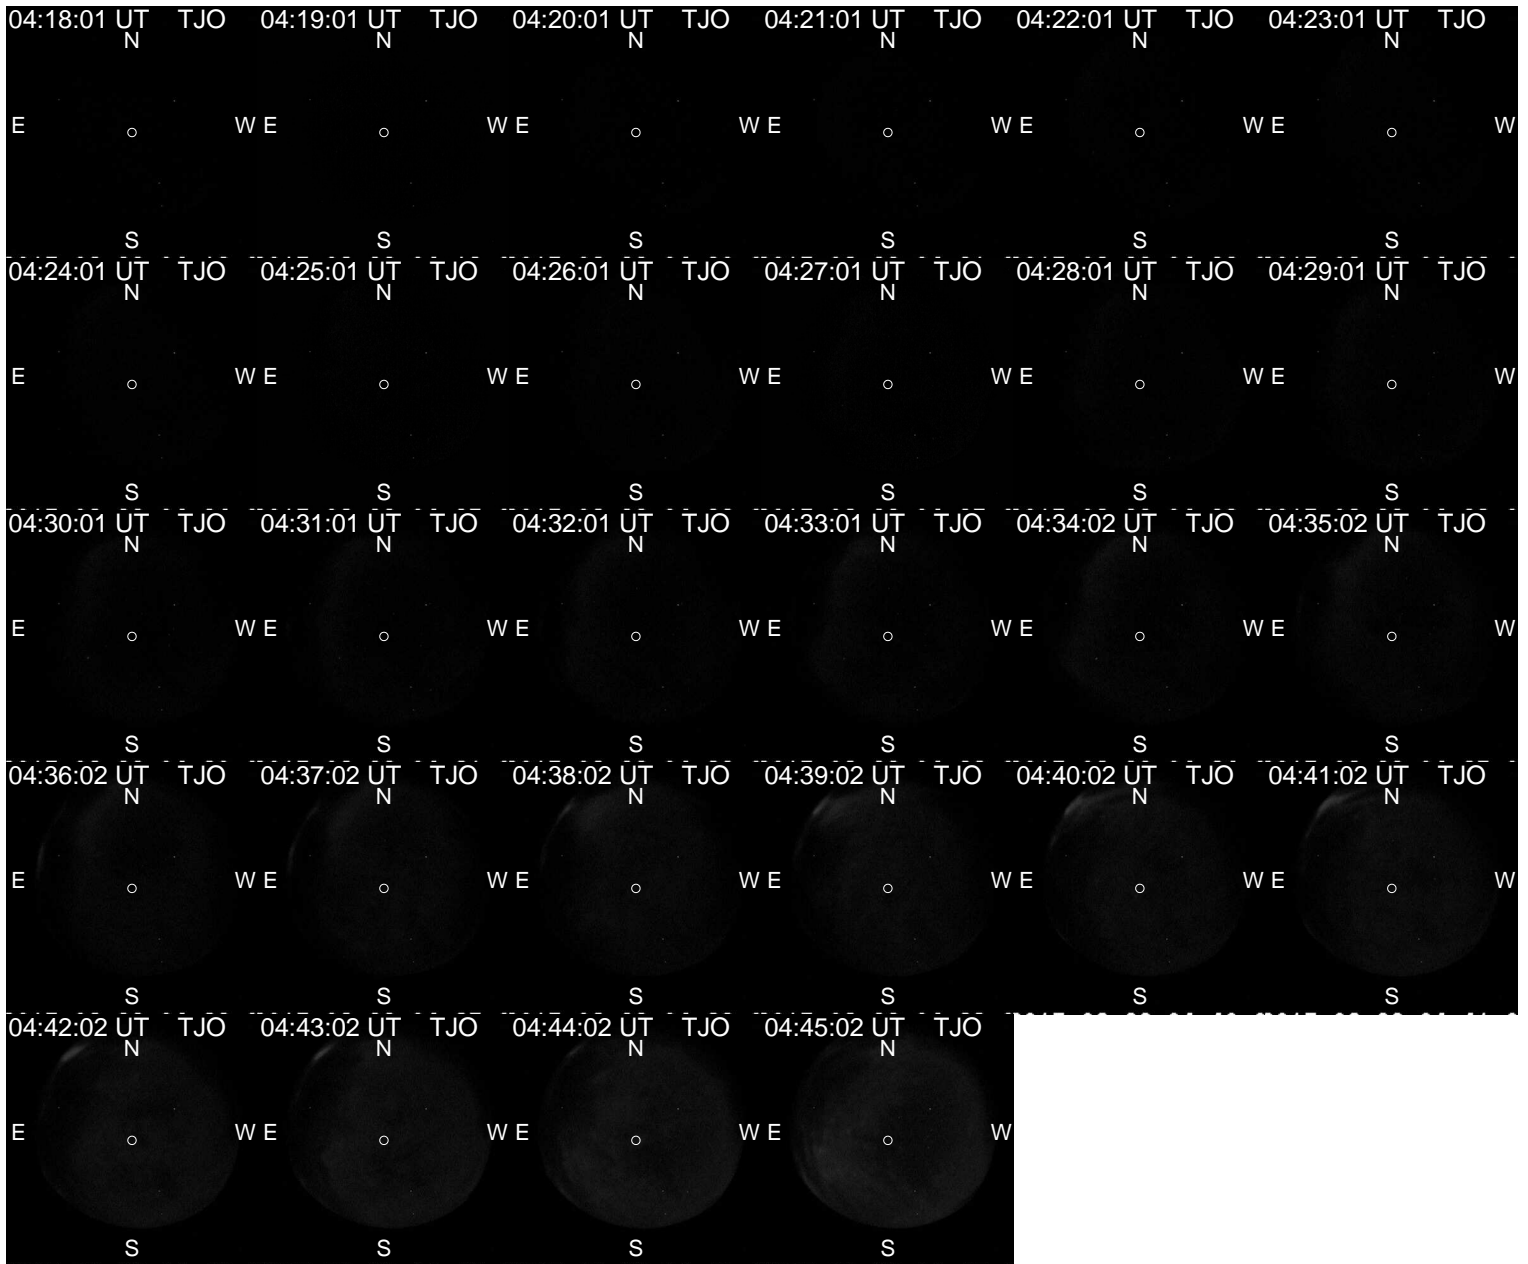 04:18:01 UT TJO 04:19:01 UT TJO 04:20:01 UT TJO 04:21:01 UT TJO 04:22:01 UT TJO 04:23:01 UT TJO
N N N N N N
E W E W E W E W E W E W
S S S S S S
04:24:01 UT TJO 04:25:01 UT TJO 04:26:01 UT TJO 04:27:01 UT TJO 04:28:01 UT TJO 04:29:01 UT TJO
N N N N N N
E W E W E W E W E W E W
S S S S S S
04:30:01 UT TJO 04:31:01 UT TJO 04:32:01 UT TJO 04:33:01 UT TJO 04:34:02 UT TJO 04:35:02 UT TJO
N N N N N N
E W E W E W E W E W E W
S S S S S S
04:36:02 UT TJO 04:37:02 UT TJO 04:38:02 UT TJO 04:39:02 UT TJO 04:40:02 UT TJO 04:41:02 UT TJO
N N N N N N
E W E W E W E W E W E W
S S S S S S
04:42:02 UT TJO 04:43:02 UT TJO 04:44:02 UT TJO 04:45:02 UT TJO
N N N N
E W E W E W E W
S S S S